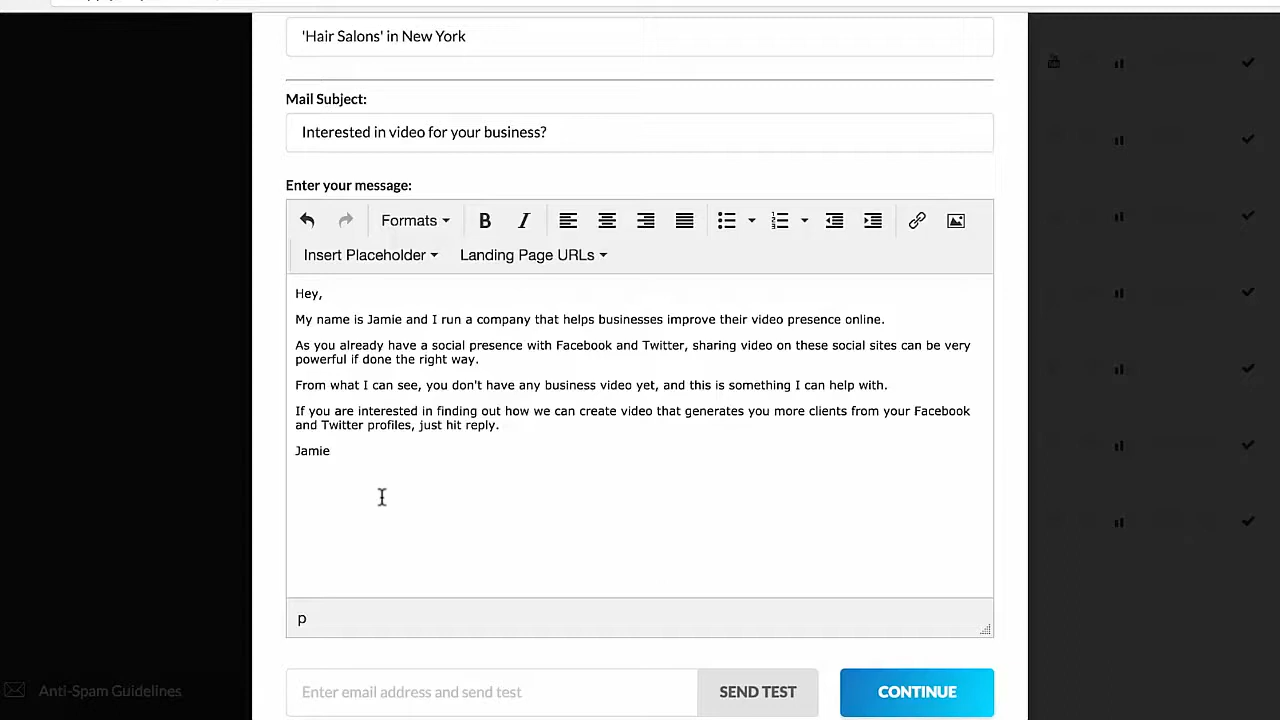 'Hair Salons' in New York
Mail Subject:
Interested in video for your business?
Enter your message:
Formats
B
I
Insert Placeholder
Landing Page URLs
Hey,
My name is Jamie and I run a company that helps businesses improve their video presence online.
As you already have a social presence with Facebook and Twitter, sharing video on these social sites can be very
powerful if done the right way.
From what I can see, you don't have any business video yet, and this is something I can help with.
If you are interested in finding out how we can create video that generates you more clients from your Facebook
and Twitter profiles, just hit reply.
Jamie
p
Enter email address and send test
SEND TEST
CONTINUE
Anti-Spam Guidelines